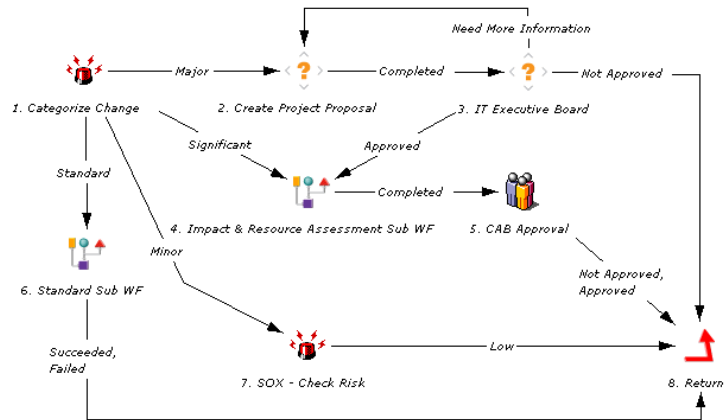 Need More Information
Major
Completed
Not Approved
1. Categorize Change
2. Create Project Proposal
3. IT Executive Board
Significant
Approved
Standard
Completed
4. Impact & Resource Assessment Sub WF
5. CAB Approval
Minor
6. Standard Sub WF
Not Approved,
Approved
Succeeded,
Failed
Low
7. SOX - Check Risk
8. Return